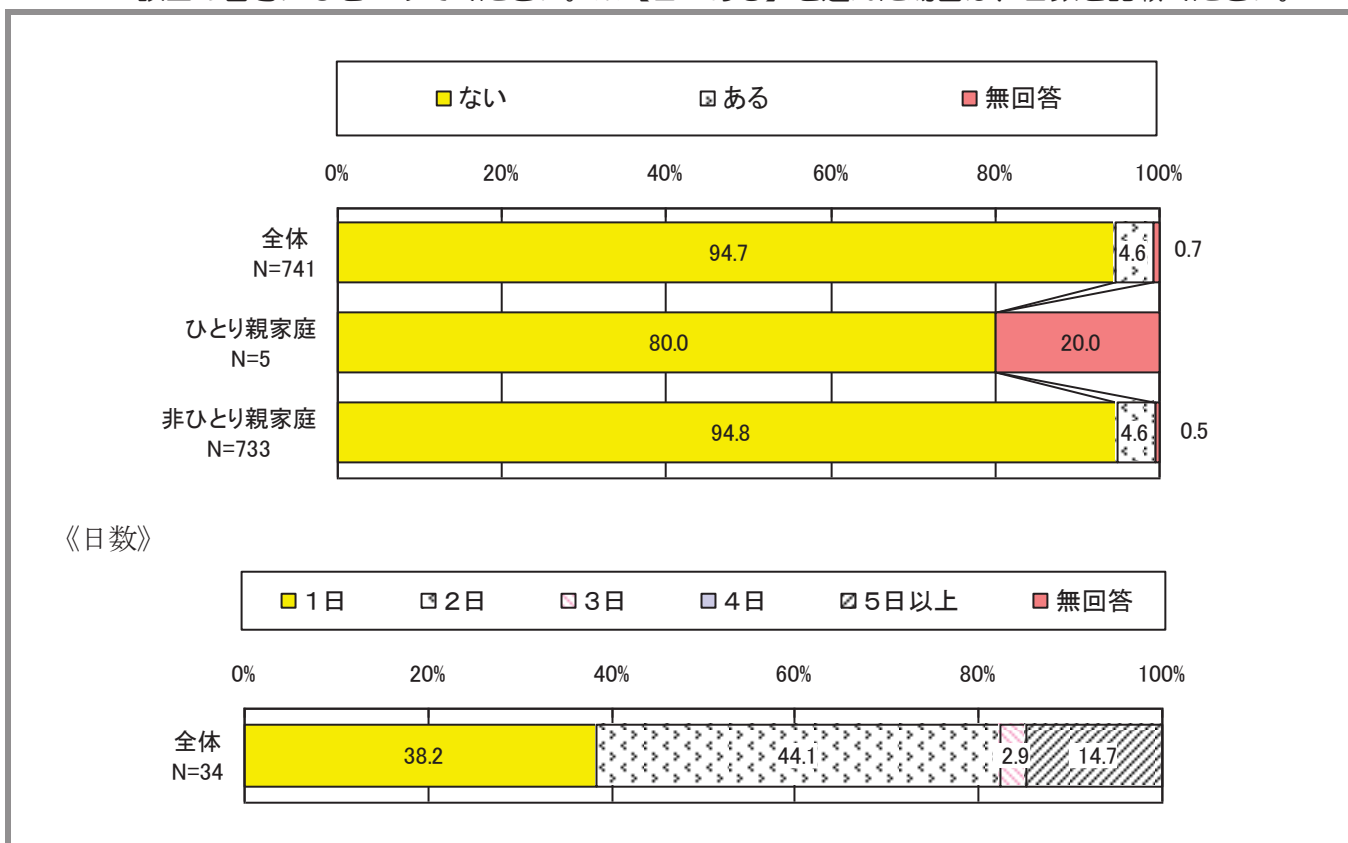 ない ある 無回答
0% 20% 40% 60% 80% 100%
全体
N=741
94.7 4.6 0.7
ひとり親家庭
N=5
80.0 20.0
非ひとり親家庭
N=733
94.8 4.6 0.5
《日数》
1日 2日 3日 4日 5日以上 無回答
0% 20% 40% 60% 80% 100%
全体
N=34
38.2 44.1 2.9 14.7